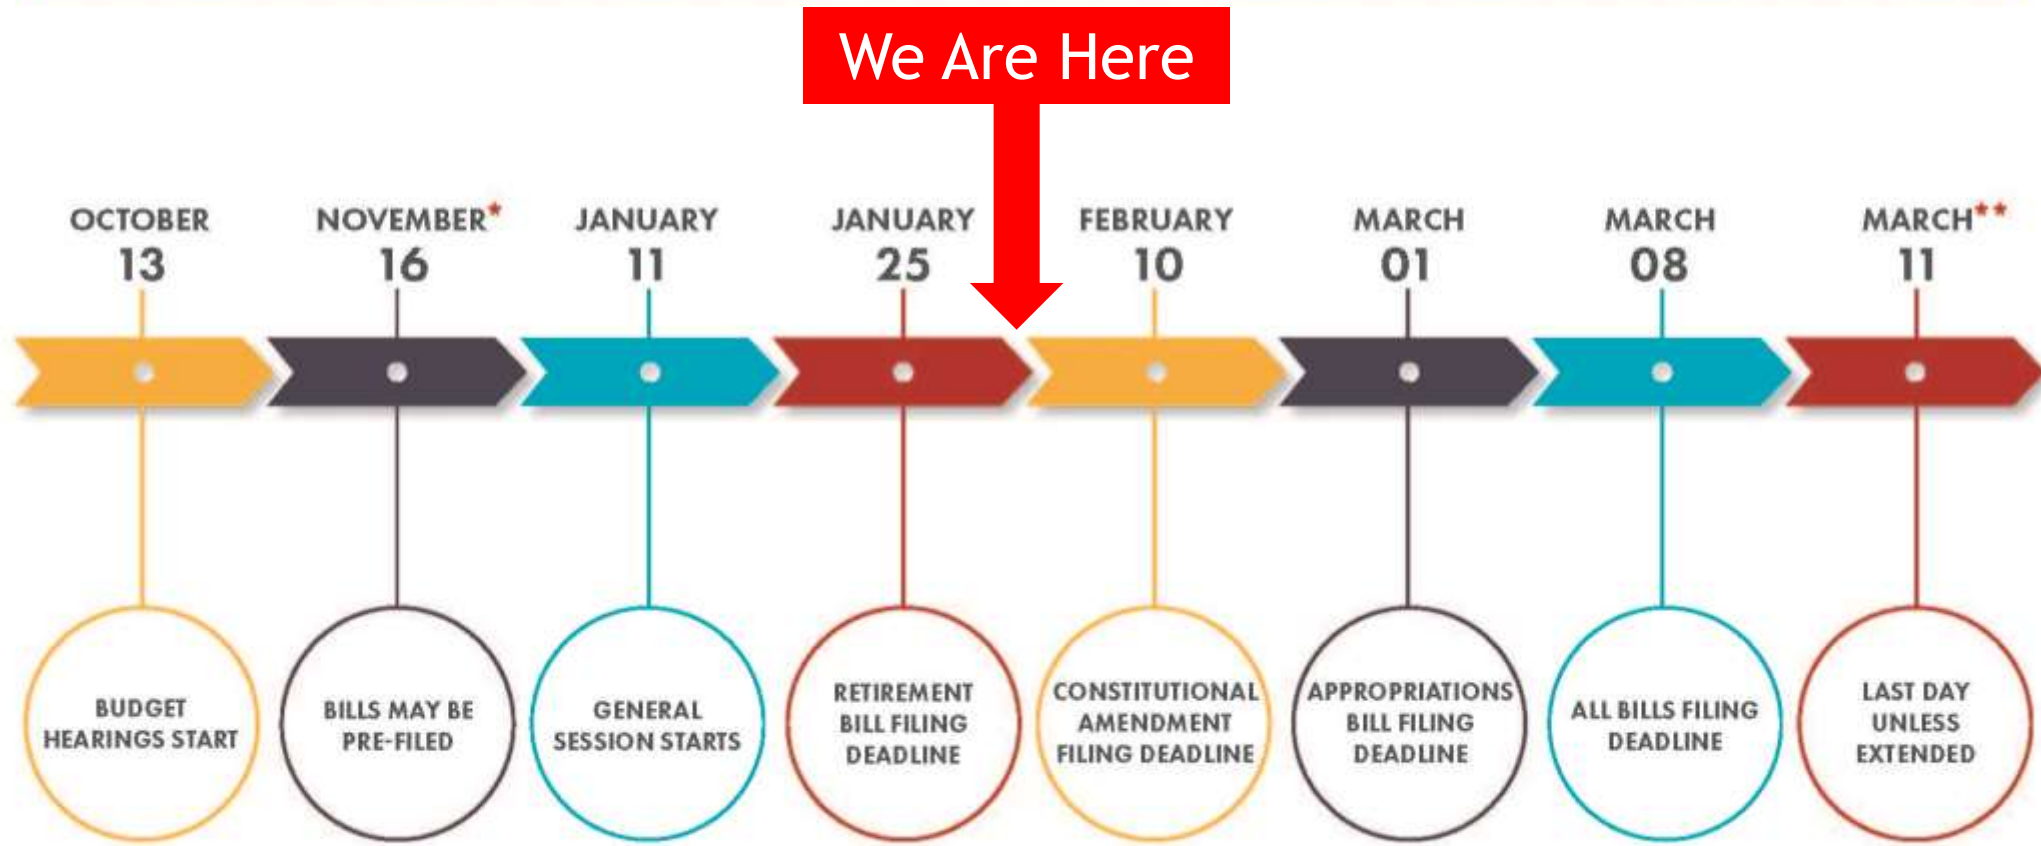 We Are Here
OCTOBER
13
NOVEMBER*
16
JANUARY
11
JANUARY
25
FEBRUARY
10
MARCH
01
MARCH
08
MARCH**
11
BUDGET
HEARINGS START
BILLS MAY BE
PRE-FILED
GENERAL
SESSION STARTS
RETIREMENT
BILL FILING
DEADLINE
CONSTITUTIONAL
AMENDMENT
FILING DEADLINE
APPROPRIATIONS
BILL FILING
DEADLINE
ALL BILLS FILING
DEADLINE
LAST DAY
UNLESS
EXTENDED